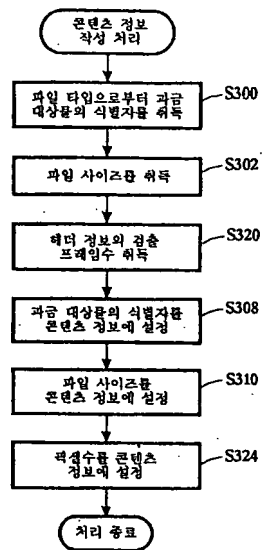 콘텐츠 정보
작성 처리
파일 타입으로부터 과금
대상물의 식별자를 취득
S300
파일 사이즈를 취득
S302
헤더 정보의 검출
프레임수 취득
S320
과금 대상물의 식별자를
콘텐츠 정보에 설정
S308
파일 사이즈를
콘텐츠 정보에 설정
S310
픽셀수를 콘텐츠
정보에 설정
S324
처리 종료